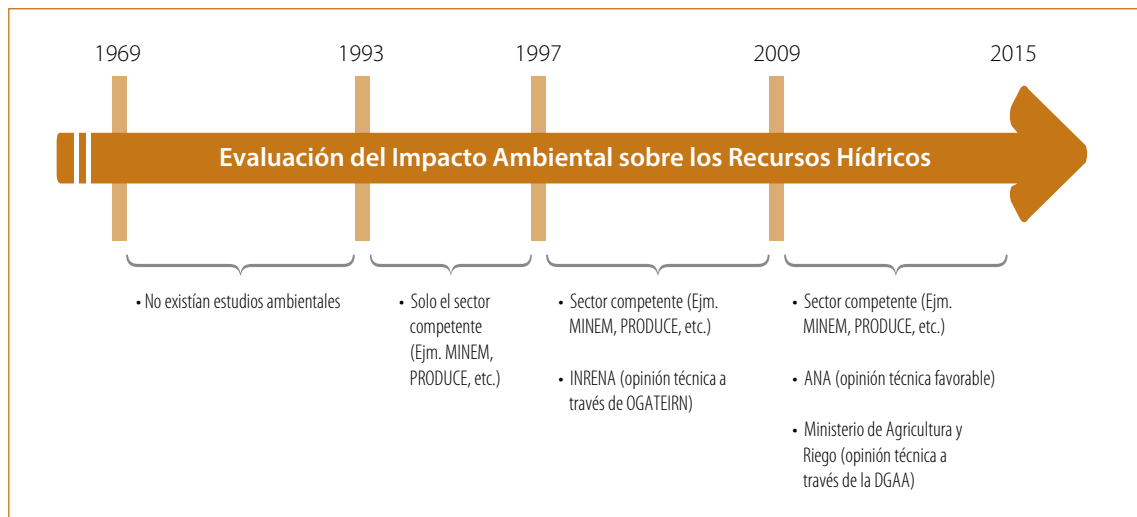 1969 1993 1997 2009 2015
Evaluación del Impacto Ambiental sobre los Recursos Hídricos
• No existían estudios ambientales
• Solo el sector
competente
(Ejm. MINEM,
PRODUCE, etc.)
• Sector competente (Ejm.
MINEM, PRODUCE, etc.)
• INRENA (opinión técnica a
través de OGATEIRN)
• Sector competente (Ejm.
MINEM, PRODUCE, etc.)
• ANA (opinión técnica favorable)
• Ministerio de Agricultura y
Riego (opinión técnica a
través de la DGAA)